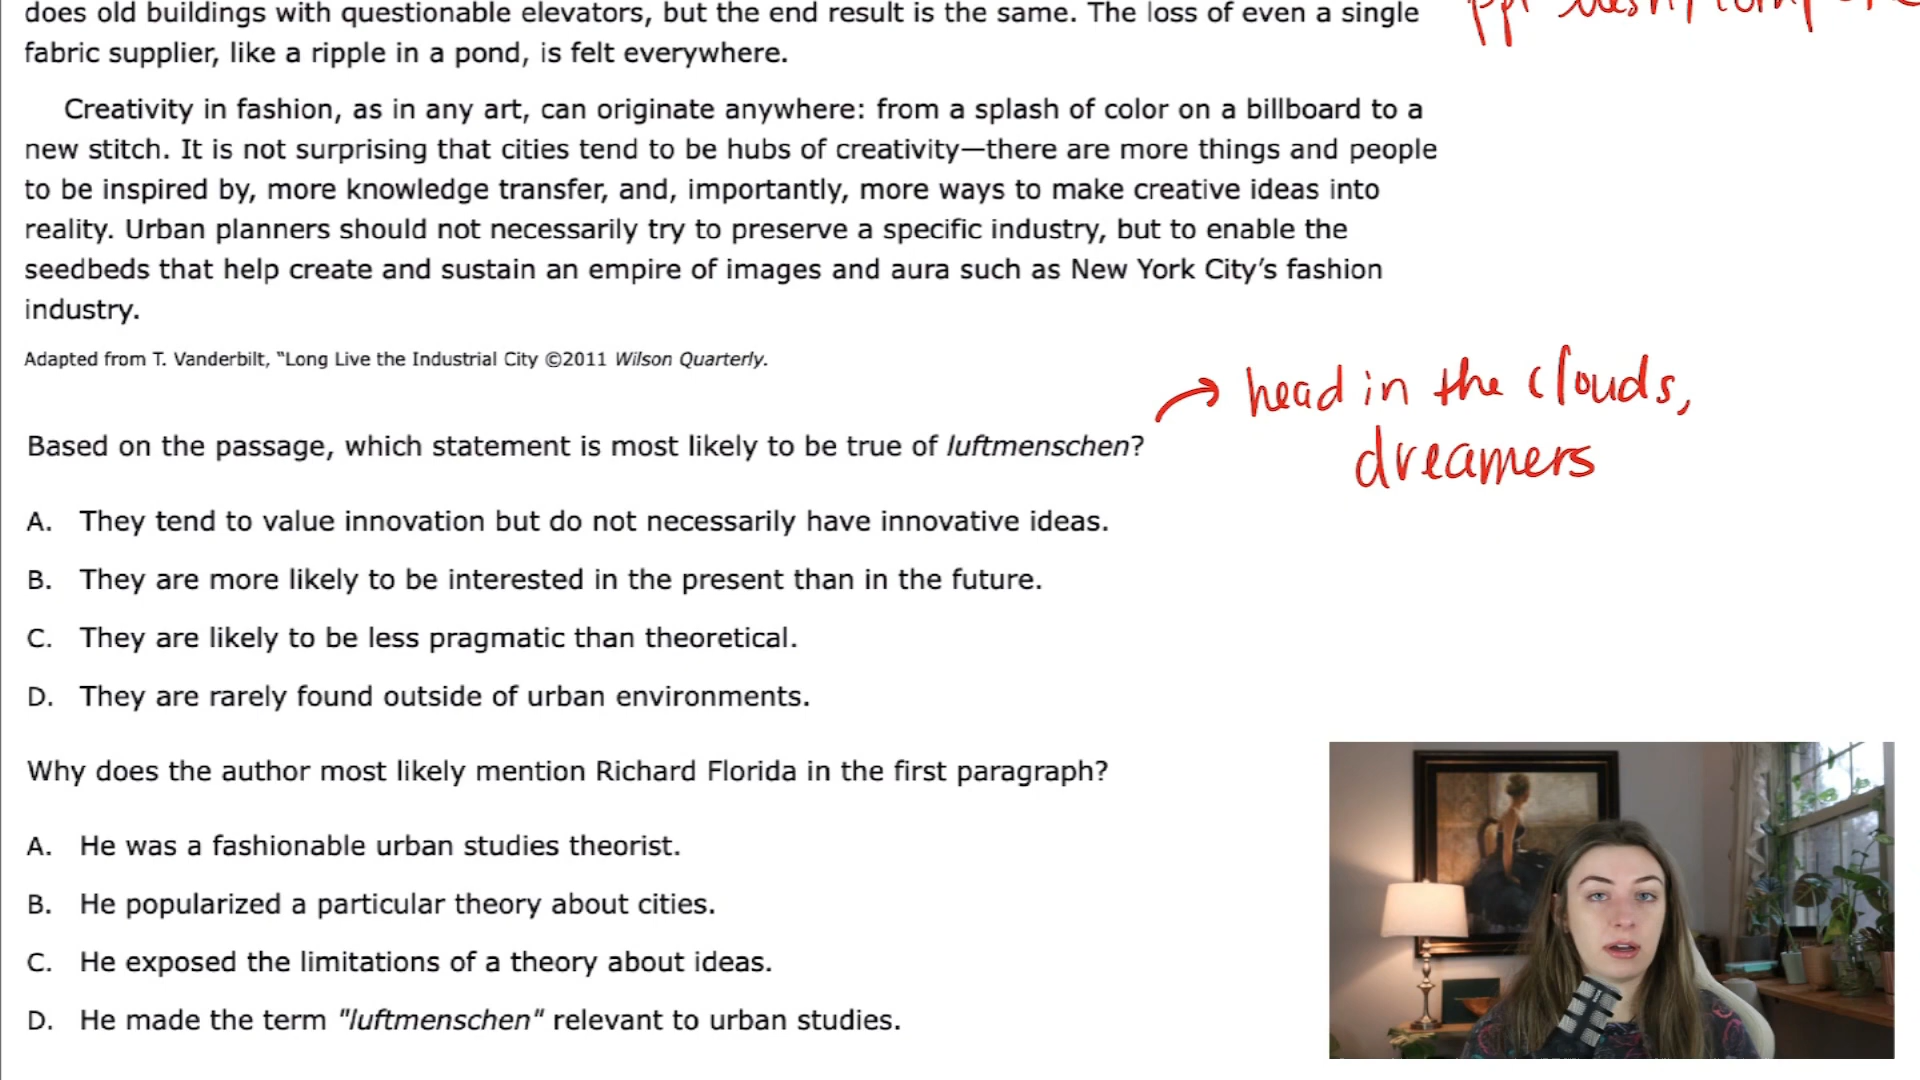 does old buildings with questionable elevators, but the end result is the same. The loss of even a single
fabric supplier, like a ripple in a pond, is felt everywhere.
Creativity in fashion, as in any art, can originate anywhere: from a splash of color on a billboard to a
new stitch. It is not surprising that cities tend to be hubs of creativity—there are more things and people
to be inspired by, more knowledge transfer, and, importantly, more ways to make creative ideas into
reality. Urban planners should not necessarily try to preserve a specific industry, but to enable the
seedbeds that help create and sustain an empire of images and aura such as New York City’s fashion
industry.
Adapted from T. Vanderbilt, “Long Live the Industrial City ©2011 Wilson Quarterly.
head in the clouds,
dreamers
Based on the passage, which statement is most likely to be true of luftmenschen?
A. They tend to value innovation but do not necessarily have innovative ideas.
B. They are more likely to be interested in the present than in the future.
C. They are likely to be less pragmatic than theoretical.
D. They are rarely found outside of urban environments.
Why does the author most likely mention Richard Florida in the first paragraph?
A. He was a fashionable urban studies theorist.
B. He popularized a particular theory about cities.
C. He exposed the limitations of a theory about ideas.
D. He made the term "luftmenschen" relevant to urban studies.